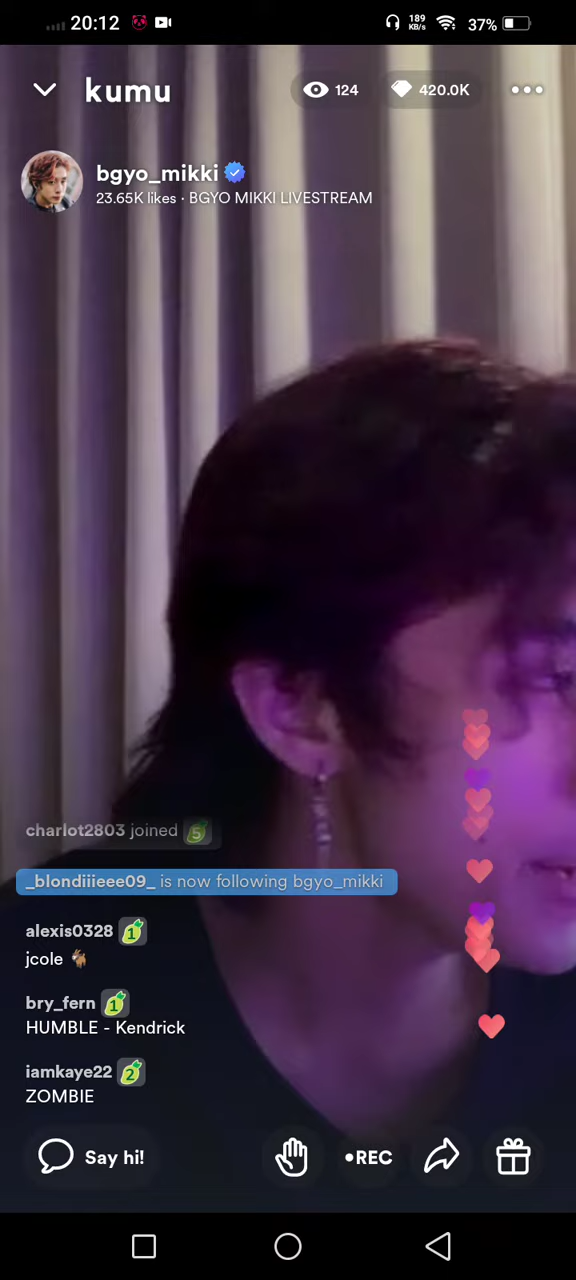 20:12
189
KB/s
37%
kumu
124
420.0K
bgyo_mikki
23.65K likes · BGYO MIKKI LIVESTREAM
charlot2803 joined 5
_blondiiieee09_ is now following bgyo_mikki
alexis0328 1
jcole 🐐
bry_fern 1
HUMBLE - Kendrick
iamkaye22 2
ZOMBIE
Say hi!
•REC